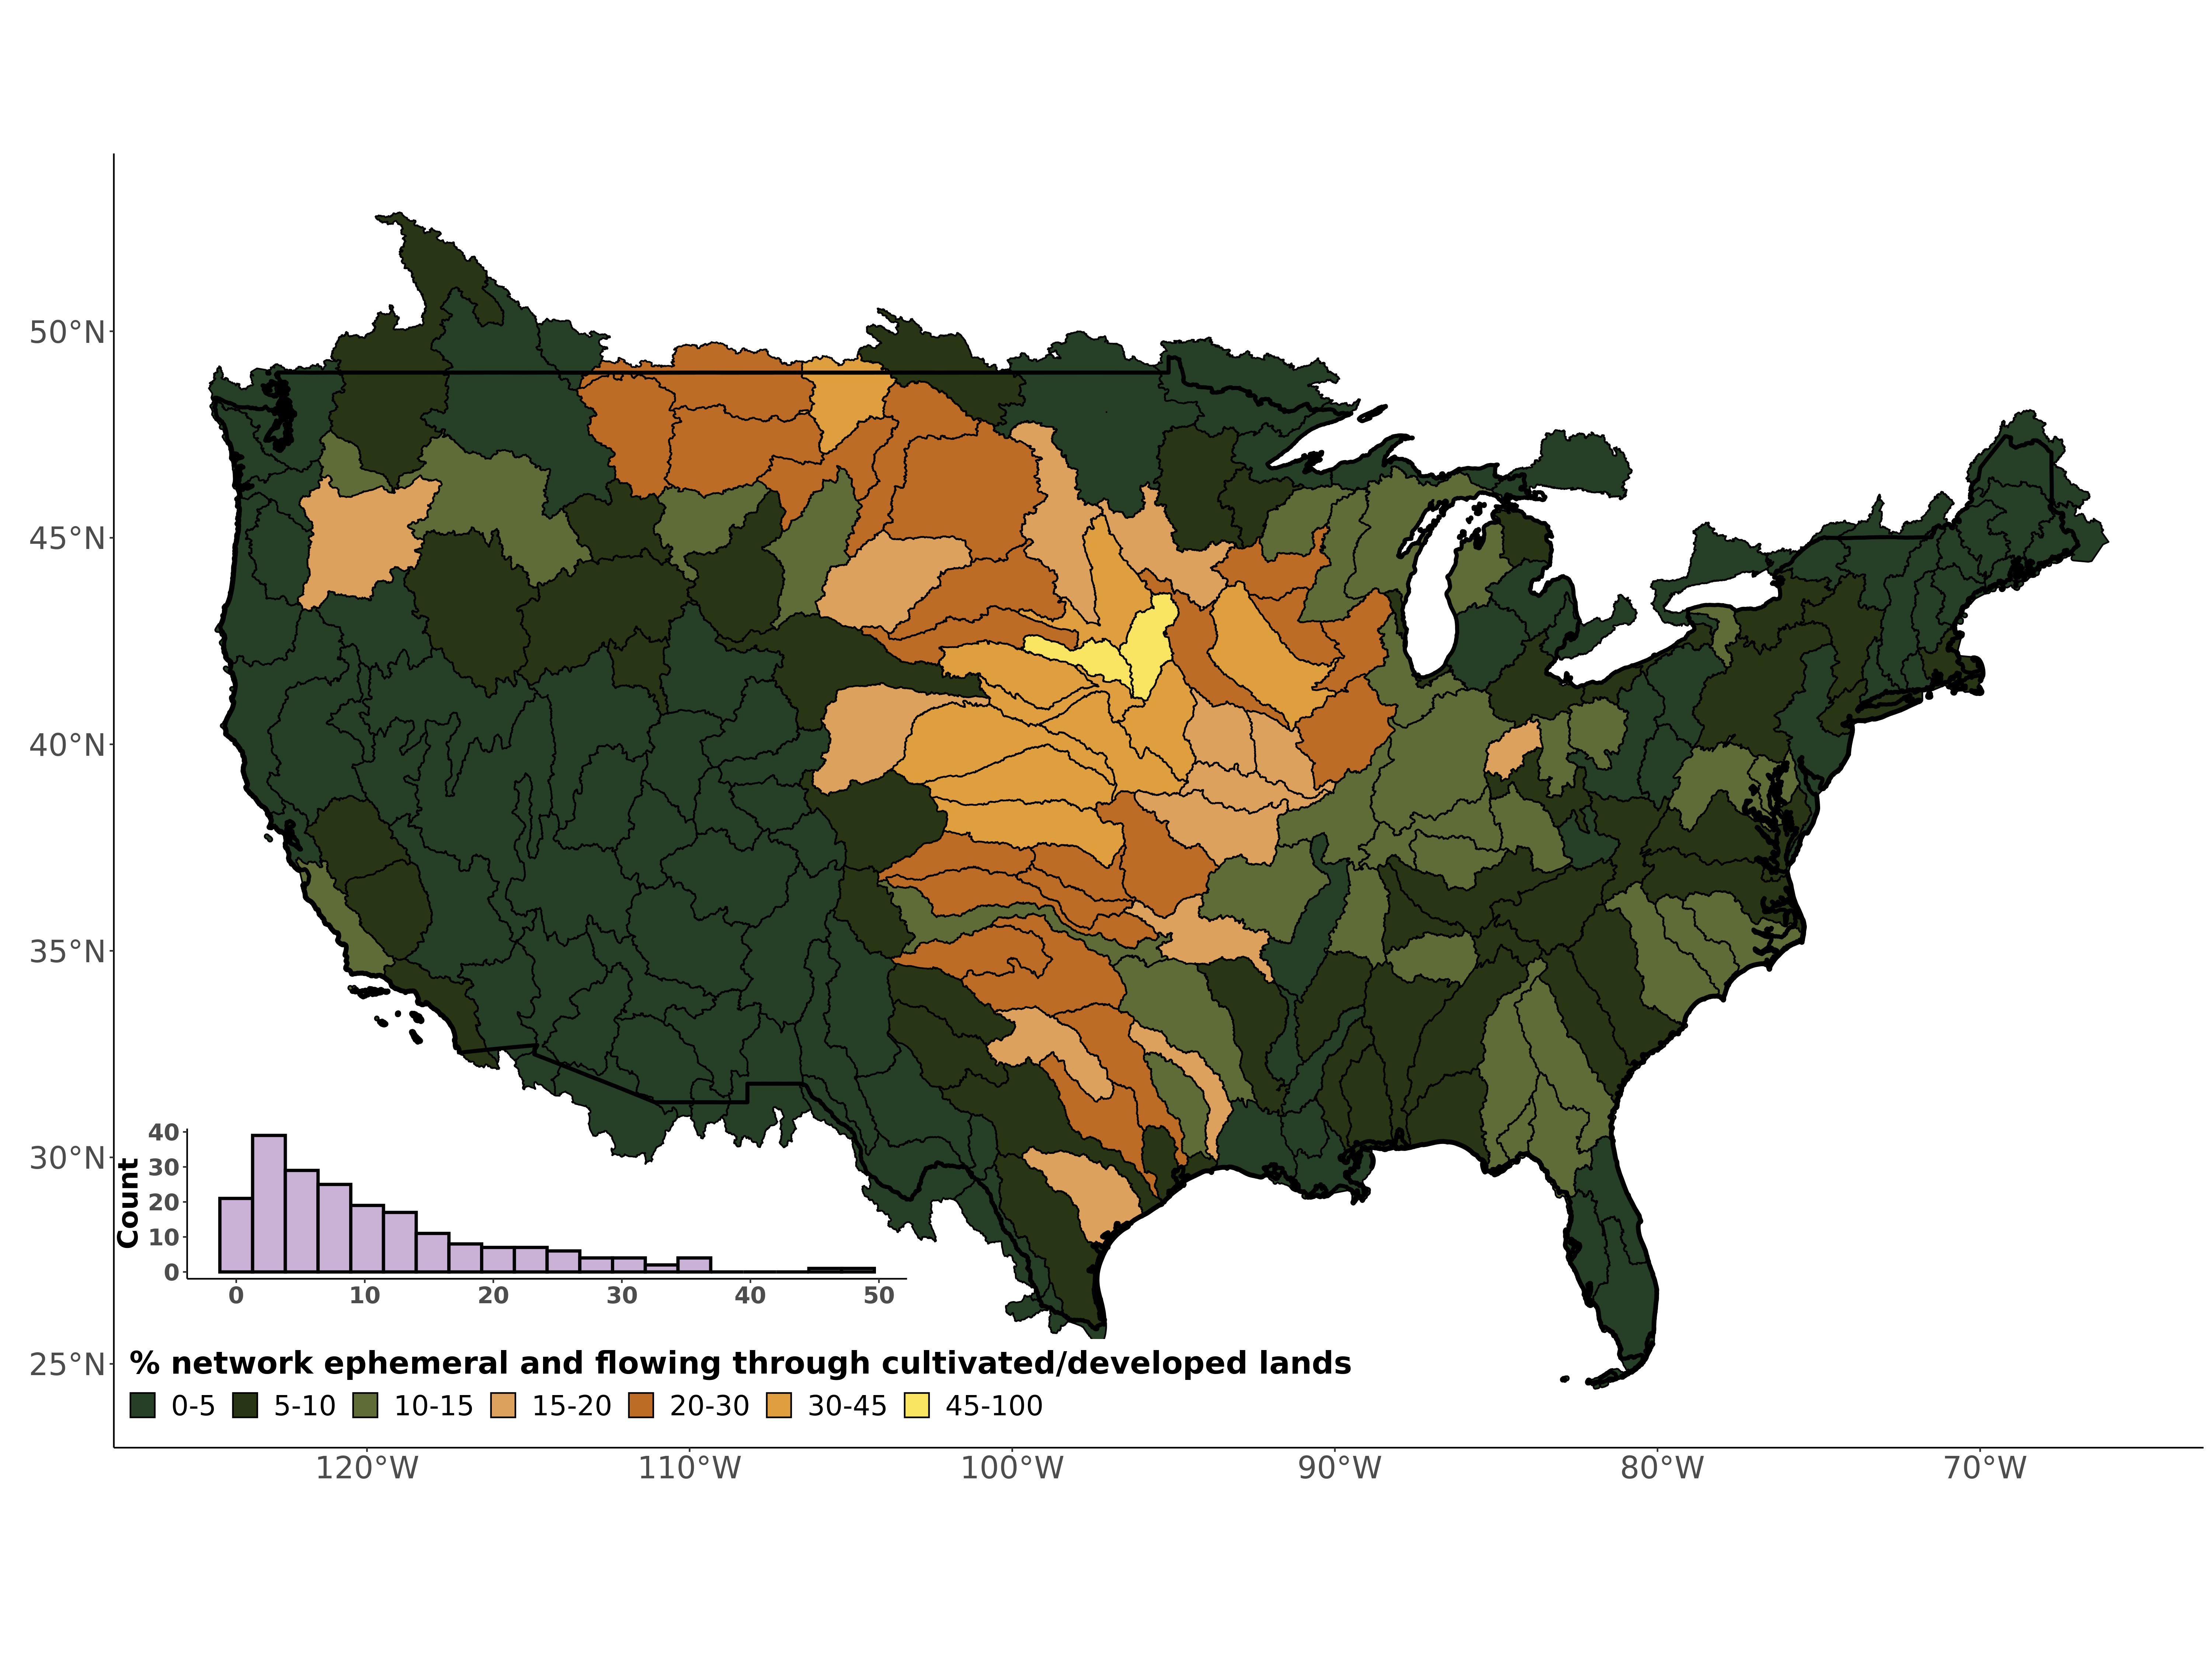 50°N
45°N
40°N
35°N
30°N
25°N
Count
40
30
20
10
0
0 10 20 30 40 50
% network ephemeral and flowing through cultivated/developed lands
0-5 5-10 10-15 15-20 20-30 30-45 45-100
120°W 110°W 100°W 90°W 80°W 70°W